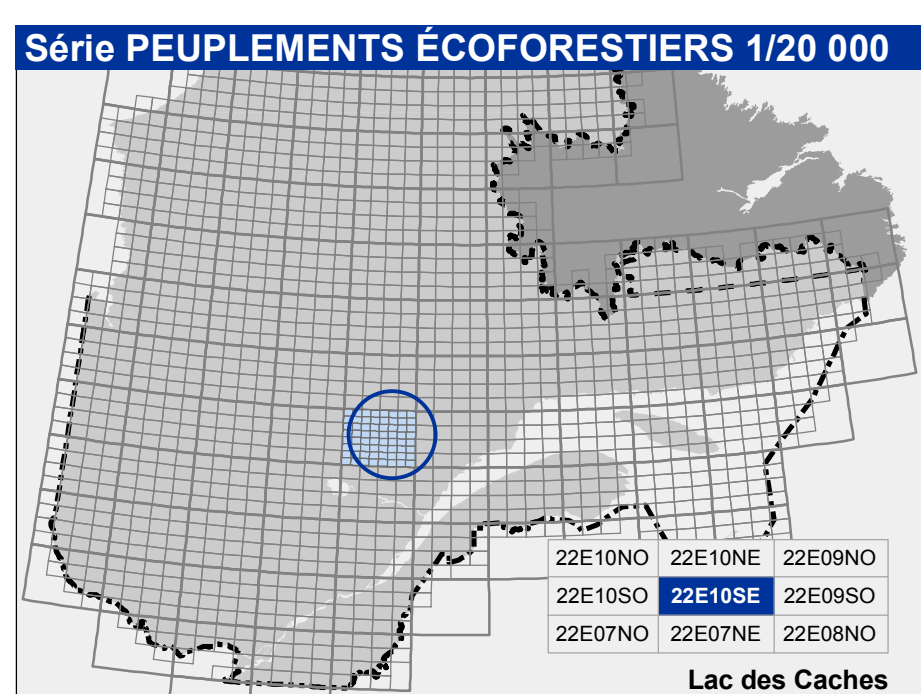 Série PEUPLEMENTS ÉCOFORESTIERS 1/20 000
22E10NO 22E10NE 22E09NO
22E10SO 22E10SE 22E09SO
22E07NO 22E07NE 22E08NO
Lac des Caches